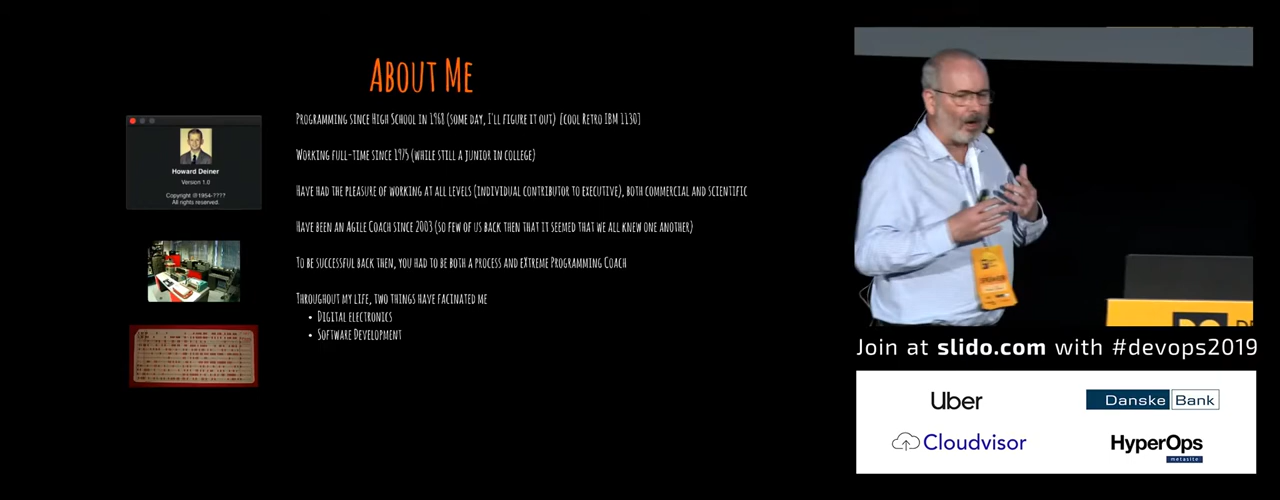 About Me
Howard Deiner
Version 1.0
Copyright @1954-????
All rights reserved.
Programming since High School in 1968 (some day, I'll figure it out) [cool Retro IBM 1130]
Working full-time since 1975 (while still a junior in college)
Have had the pleasure of working at all levels (individual contributor to executive), both commercial and scientific
Have been an Agile Coach since 2003 (so few of us back then that it seemed that we all knew one another)
To be successful back then, you had to be both a process and eXtreme Programming Coach
Throughout my life, two things have facinated me
• Digital electronics
• Software Development
SPEAKER
DE
Join at slido.com with #devops2019
Uber
Danske Bank
Cloudvisor
HyperOps
metasite